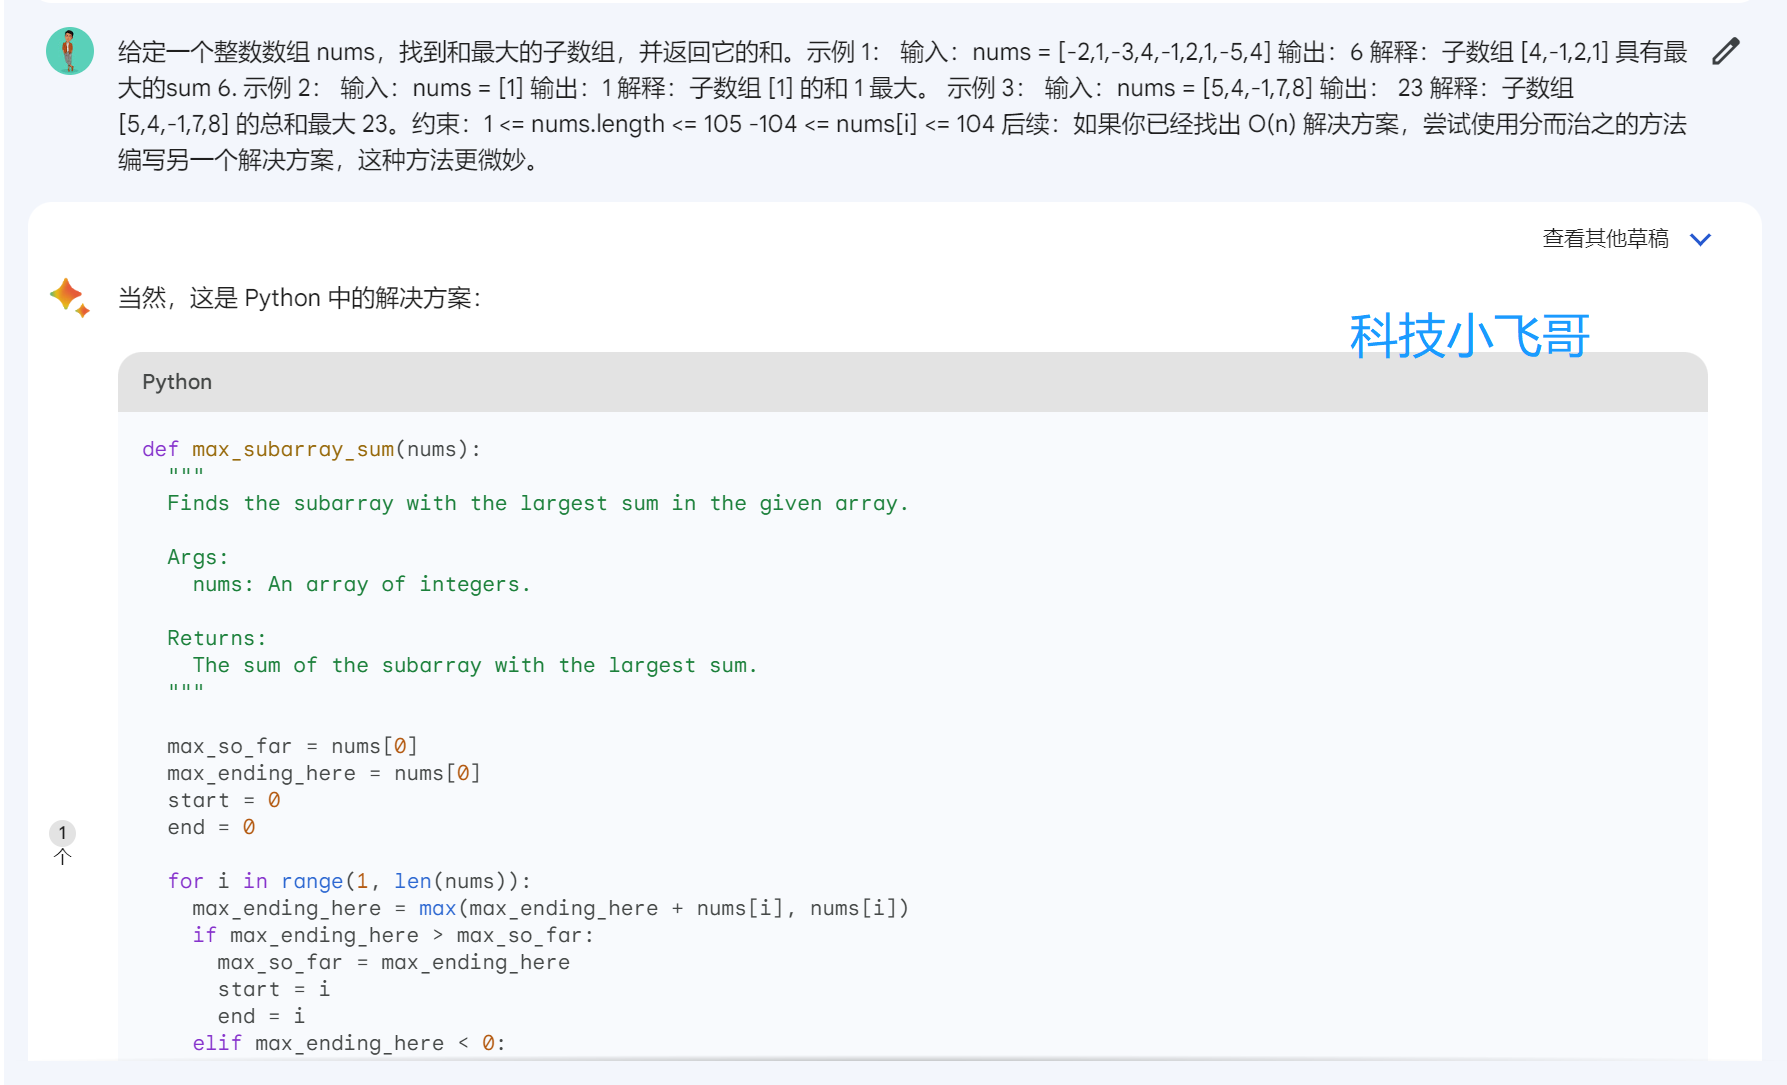 给定一个整数数组 nums，找到和最大的子数组，并返回它的和。示例 1： 输入：nums = [-2,1,-3,4,-1,2,1,-5,4] 输出：6 解释：子数组 [4,-1,2,1] 具有最
大的sum 6. 示例 2： 输入：nums = [1] 输出：1 解释：子数组 [1] 的和 1 最大。 示例 3： 输入：nums = [5,4,-1,7,8] 输出： 23 解释：子数组
[5,4,-1,7,8] 的总和最大 23。约束：1 <= nums.length <= 105 -104 <= nums[i] <= 104 后续：如果你已经找出 O(n) 解决方案，尝试使用分而治之的方法
编写另一个解决方案，这种方法更微妙。
查看其他草稿
当然，这是 Python 中的解决方案：
科技小飞哥
Python
def max_subarray_sum(nums):
  """
  Finds the subarray with the largest sum in the given array.
  Args:
    nums: An array of integers.
  Returns:
    The sum of the subarray with the largest sum.
  """
  max_so_far = nums[0]
  max_ending_here = nums[0]
  start = 0
  end = 0
1
个
  for i in range(1, len(nums)):
    max_ending_here = max(max_ending_here + nums[i], nums[i])
    if max_ending_here > max_so_far:
      max_so_far = max_ending_here
      start = i
      end = i
    elif max_ending_here < 0: